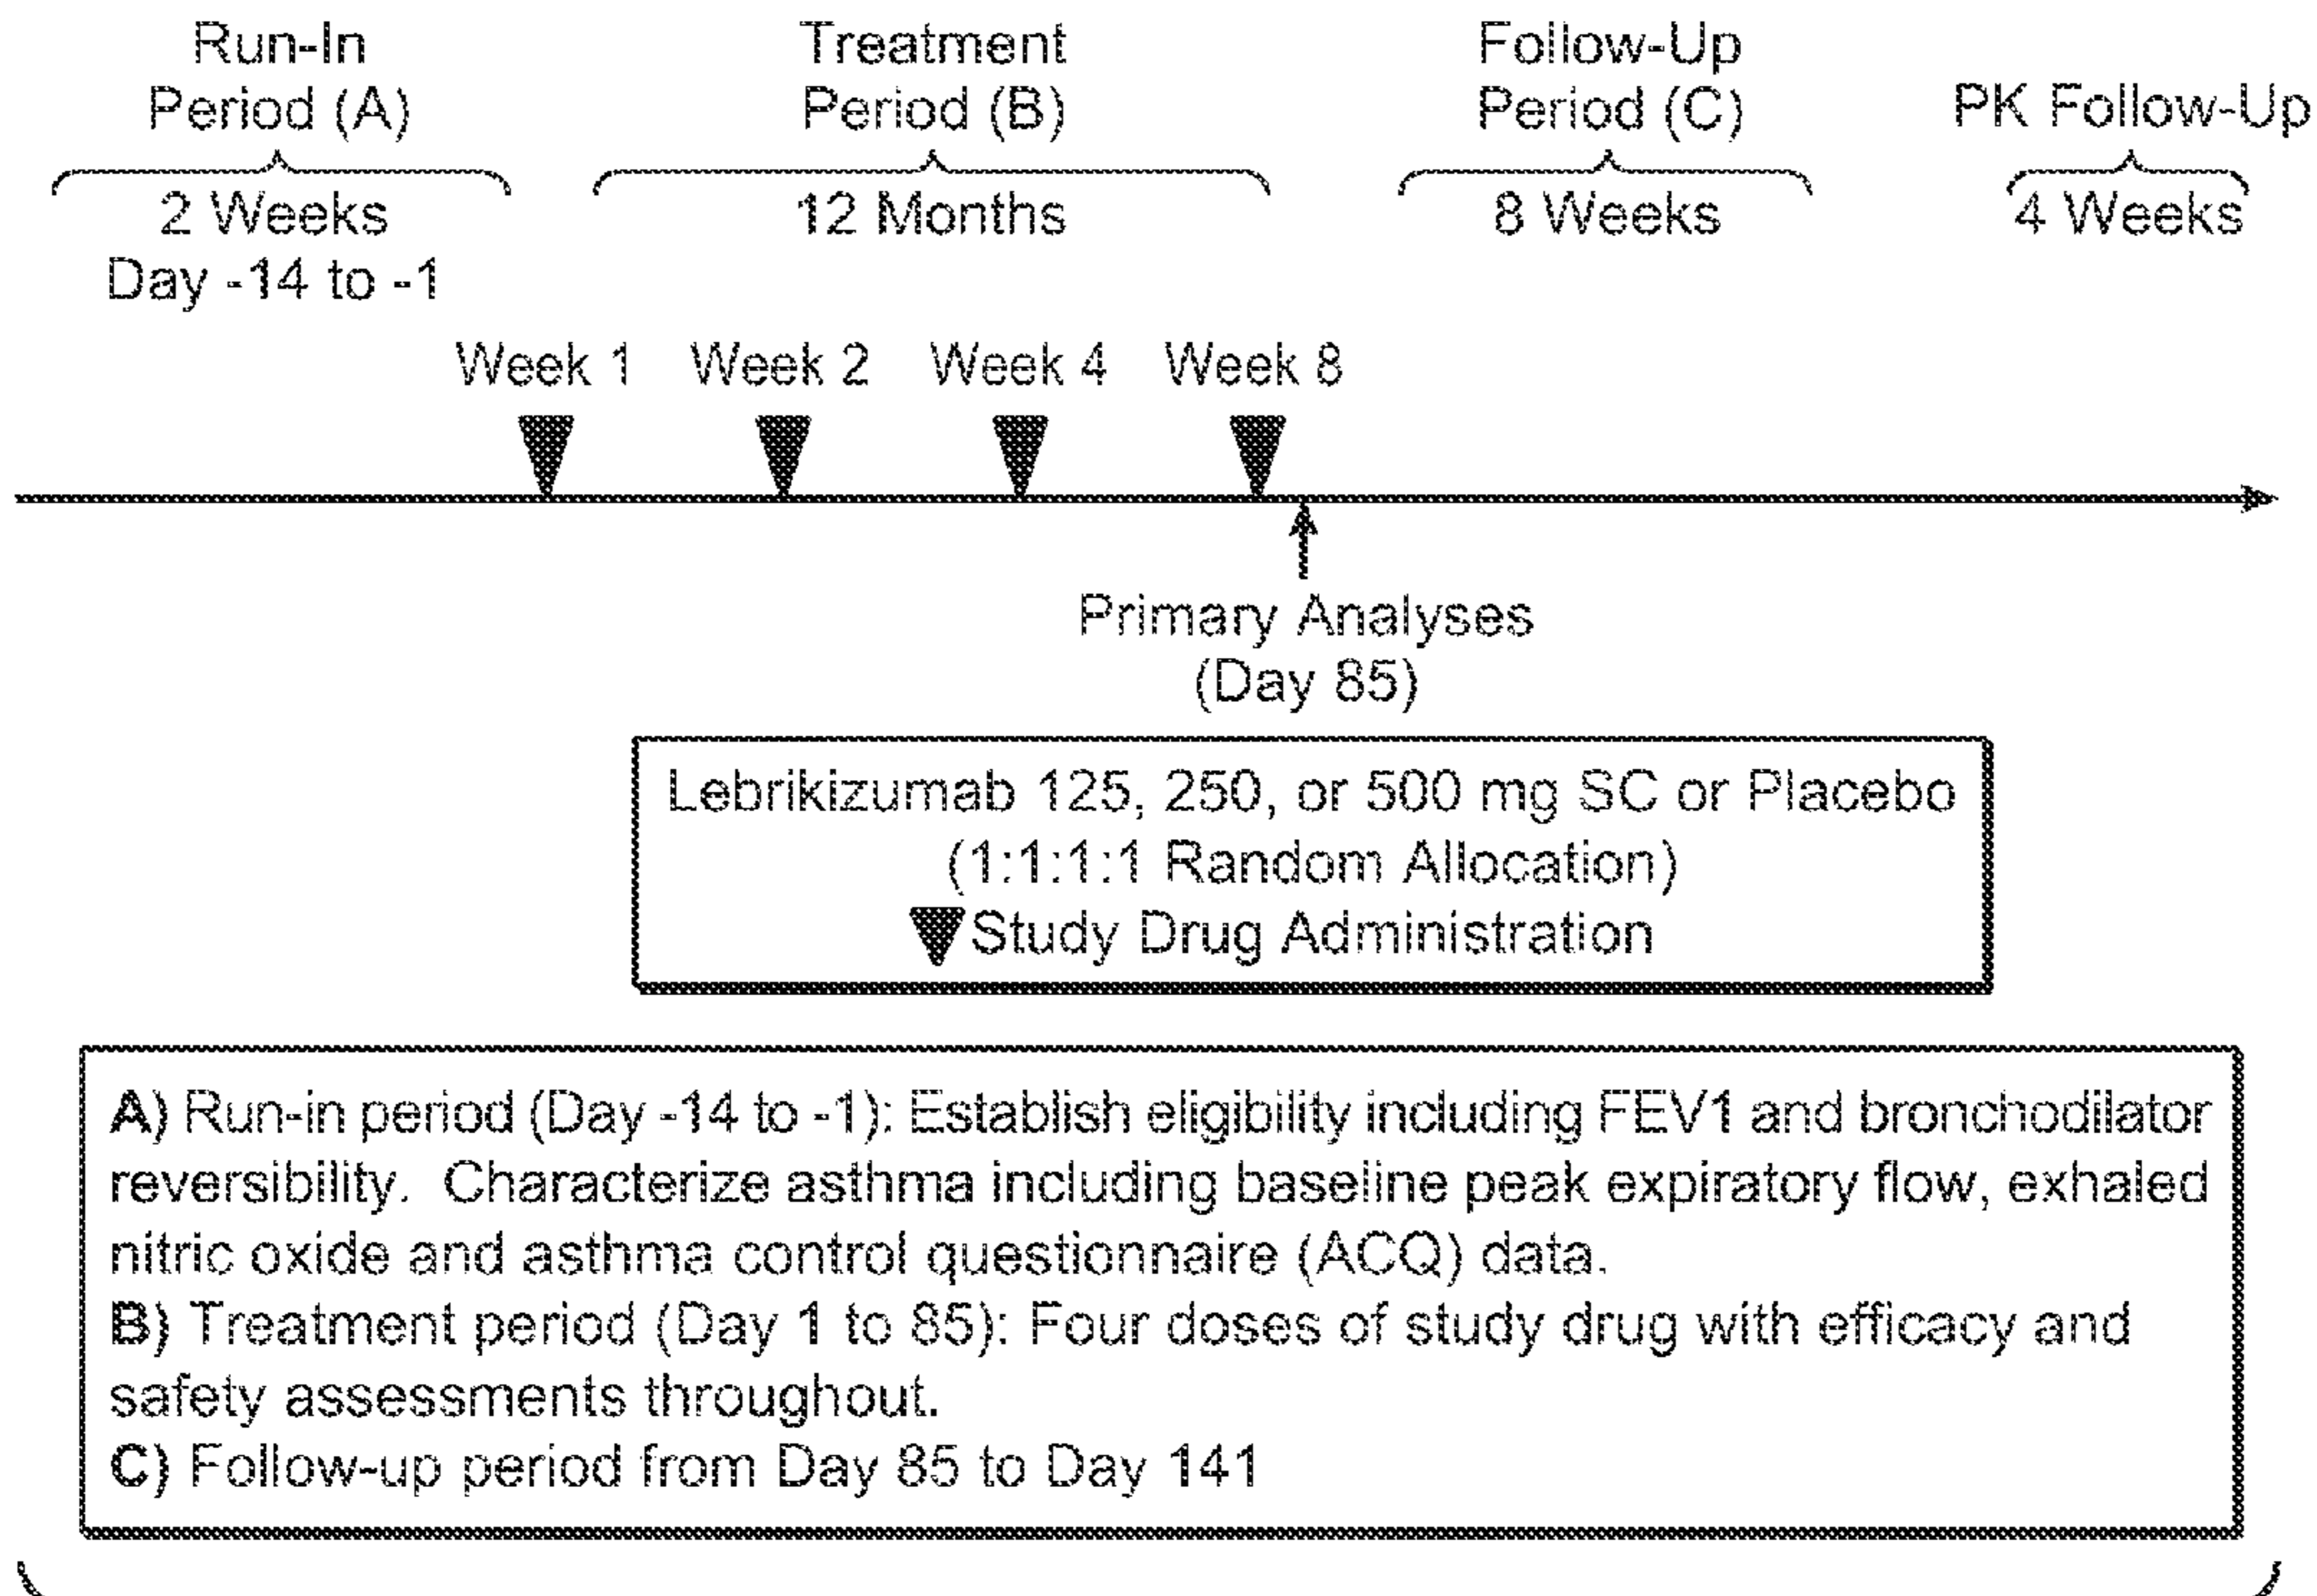 Run-In
Period (A)
2 Weeks
Day -14 to -1
Treatment
Period (B)
12 Months
Follow-Up
Period (C)
8 Weeks
PK Follow-Up
4 Weeks
Week 1 Week 2 Week 4 Week 8
Primary Analyses
(Day 85)
Lebrikizumab 125, 250, or 500 mg SC or Placebo
(1:1:1:1 Random Allocation)
▼Study Drug Administration
A) Run-in period (Day -14 to -1): Establish eligibility including FEV1 and bronchodilator
reversibility. Characterize asthma including baseline peak expiratory flow, exhaled
nitric oxide and asthma control questionnaire (ACQ) data.
B) Treatment period (Day 1 to 85): Four doses of study drug with efficacy and
safety assessments throughout.
C) Follow-up period from Day 85 to Day 141